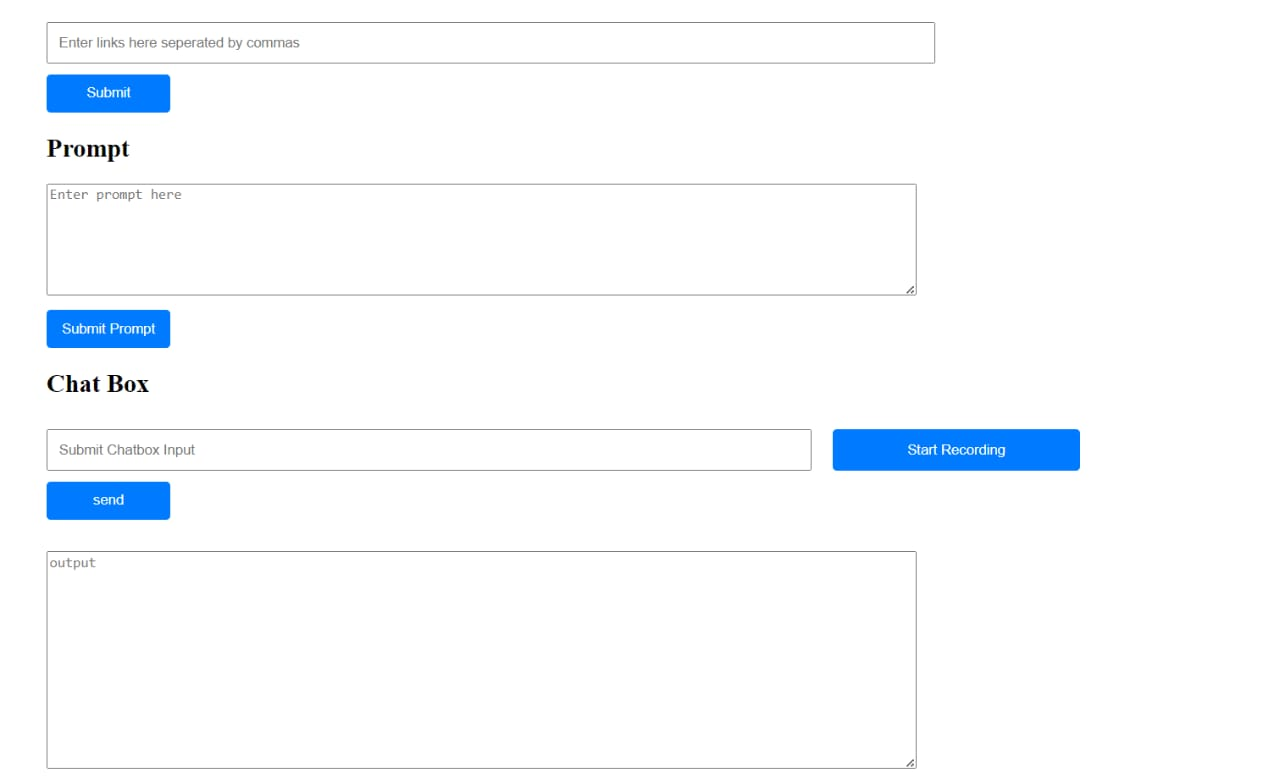 Enter links here seperated by commas
Submit
Prompt
Enter prompt here
Submit Prompt
Chat Box
Submit Chatbox Input
Start Recording
send
output